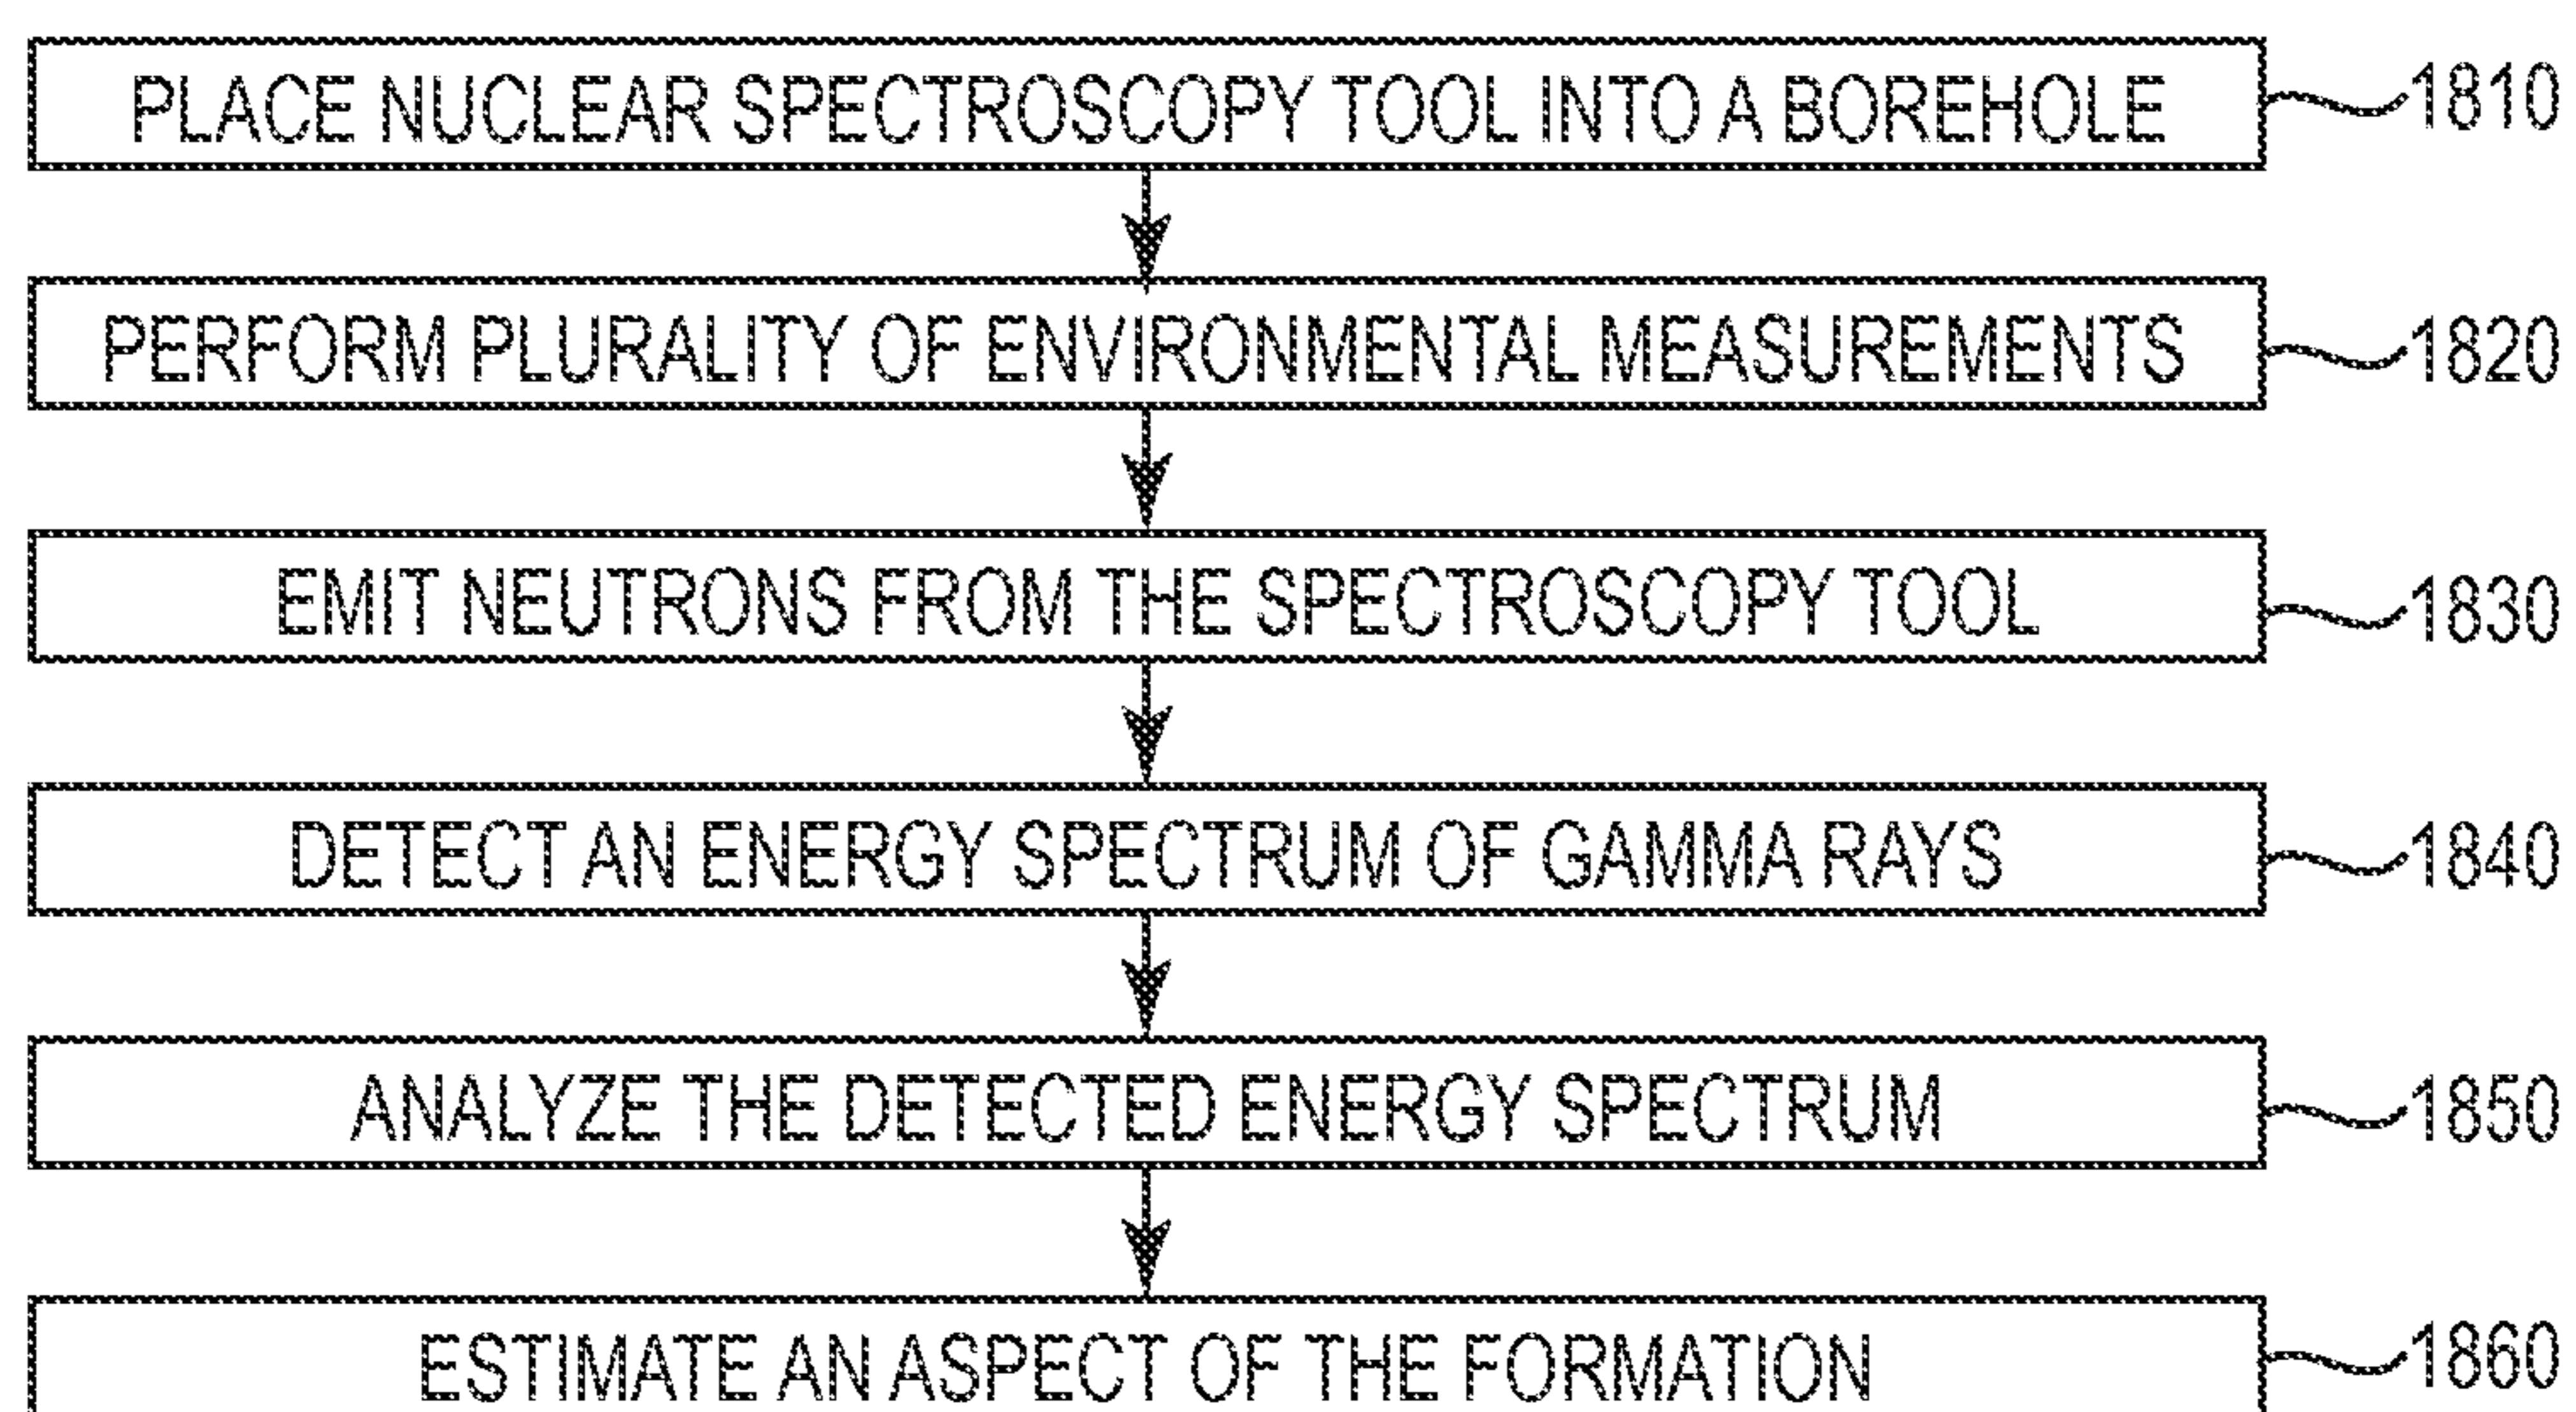 PLACE NUCLEAR SPECTROSCOPY TOOL INTO A BOREHOLE 1810
PERFORM PLURALITY OF ENVIRONMENTAL MEASUREMENTS 1820
EMIT NEUTRONS FROM THE SPECTROSCOPY TOOL 1830
DETECT AN ENERGY SPECTRUM OF GAMMA RAYS 1840
ANALYZE THE DETECTED ENERGY SPECTRUM 1850
ESTIMATE AN ASPECT OF THE FORMATION 1860